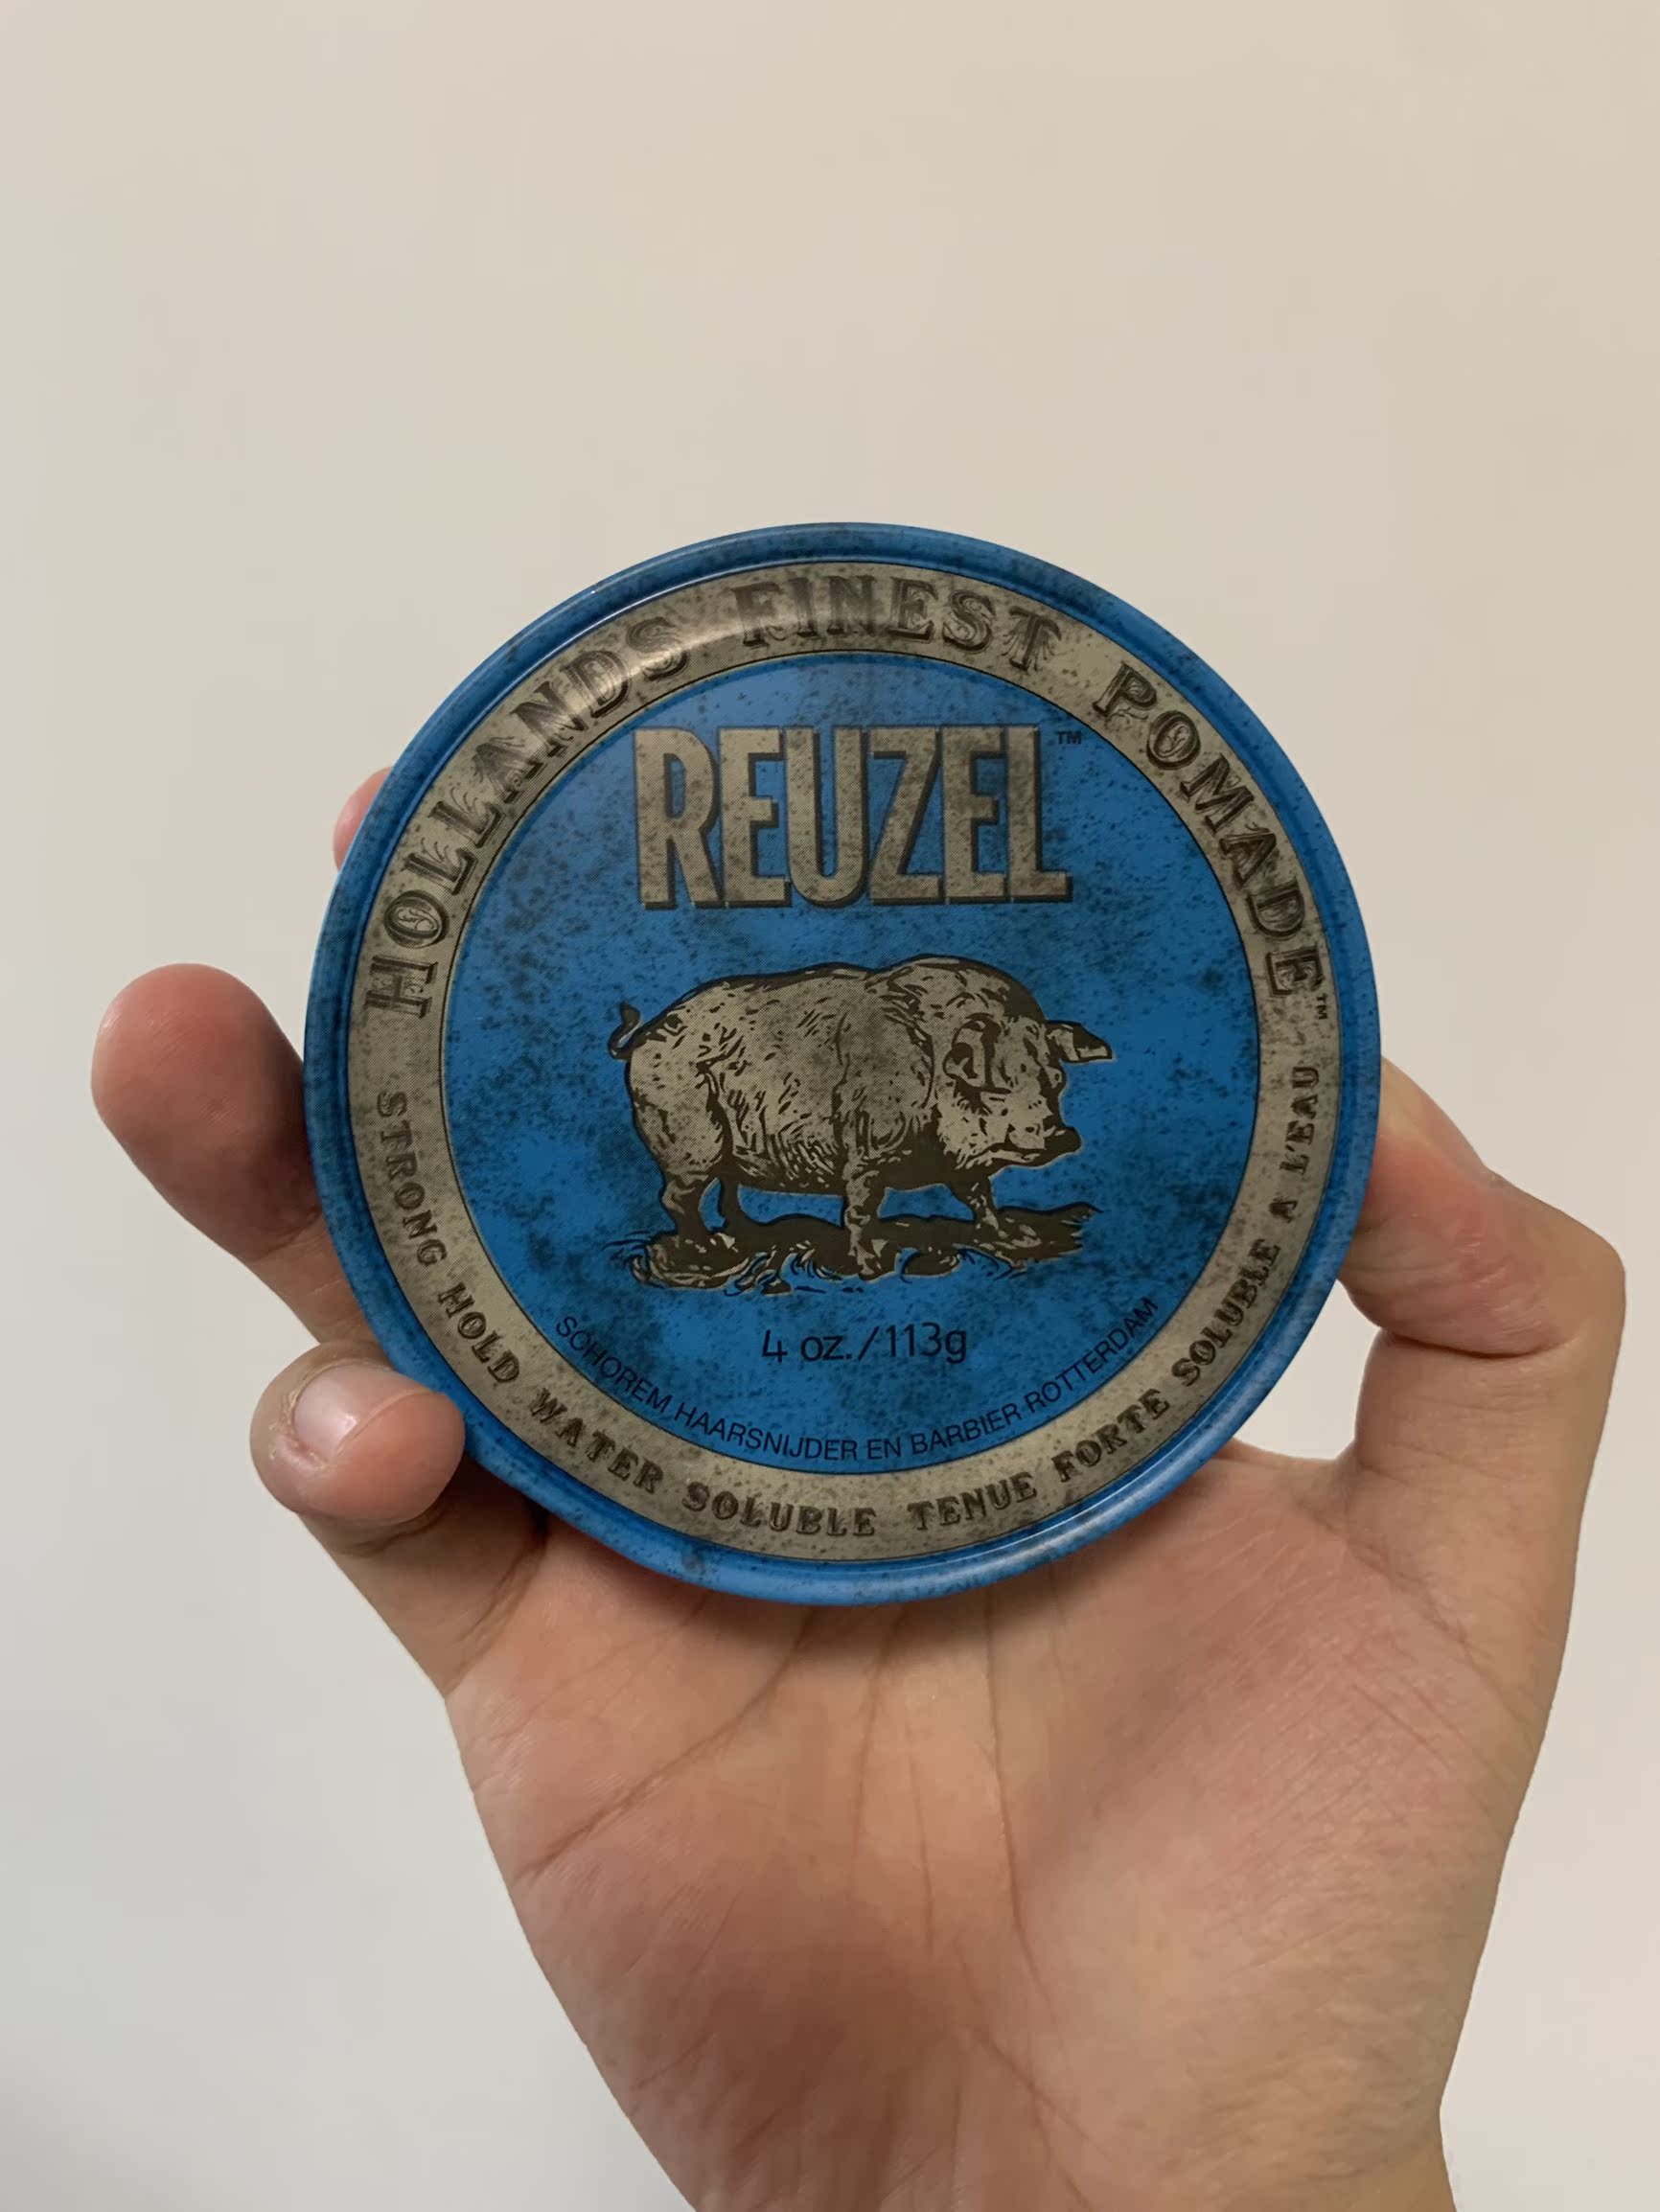 HOLLANDS FINEST POMADE™
REUZEL™
4 oz./113g
SCHOREM HAARSNIJDER EN BARBIER ROTTERDAM
STRONG HOLD WATER SOLUBLE TENUE FORTE SOLUBLE A L'EAU